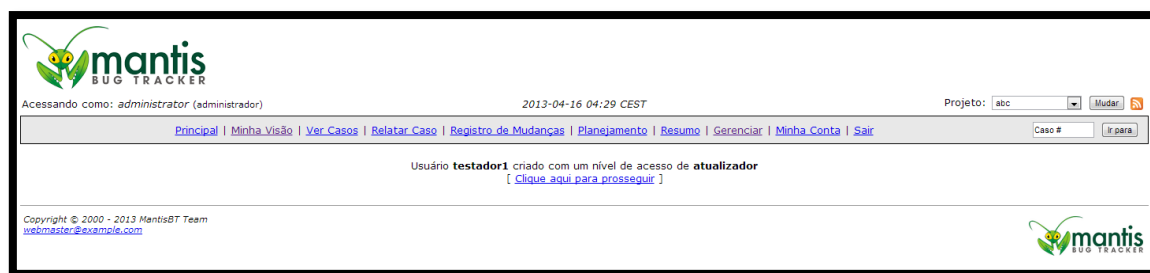 mantis
BUG TRACKER
Acessando como: administrator (administrador) 2013-04-16 04:29 CEST Projeto: abc Mudar
Principal | Minha Visão | Ver Casos | Relatar Caso | Registro de Mudanças | Planejamento | Resumo | Gerenciar | Minha Conta | Sair Caso # Ir para
Usuário testador1 criado com um nível de acesso de atualizador
[ Clique aqui para prosseguir ]
Copyright © 2000 - 2013 MantisBT Team
webmaster@example.com
mantis
BUG TRACKER